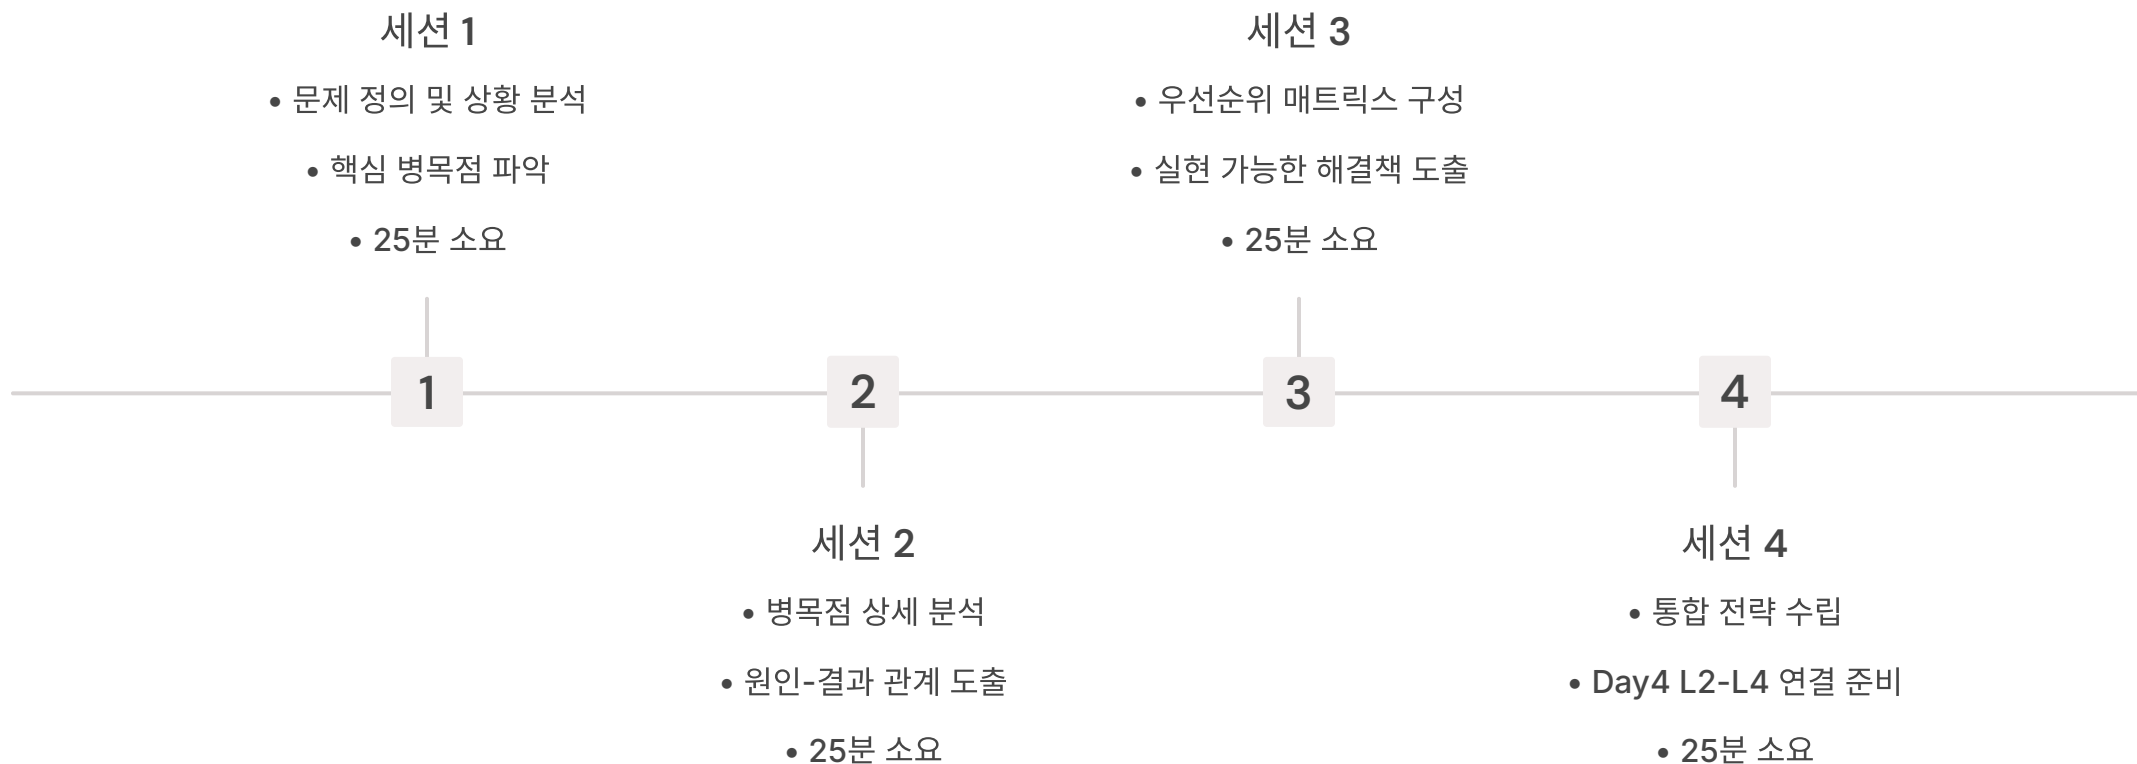 세션 1
• 문제 정의 및 상황 분석
• 핵심 병목점 파악
• 25분 소요
세션 3
• 우선순위 매트릭스 구성
• 실현 가능한 해결책 도출
• 25분 소요
1
2
3
4
세션 2
• 병목점 상세 분석
• 원인-결과 관계 도출
• 25분 소요
세션 4
• 통합 전략 수립
• Day4 L2-L4 연결 준비
• 25분 소요